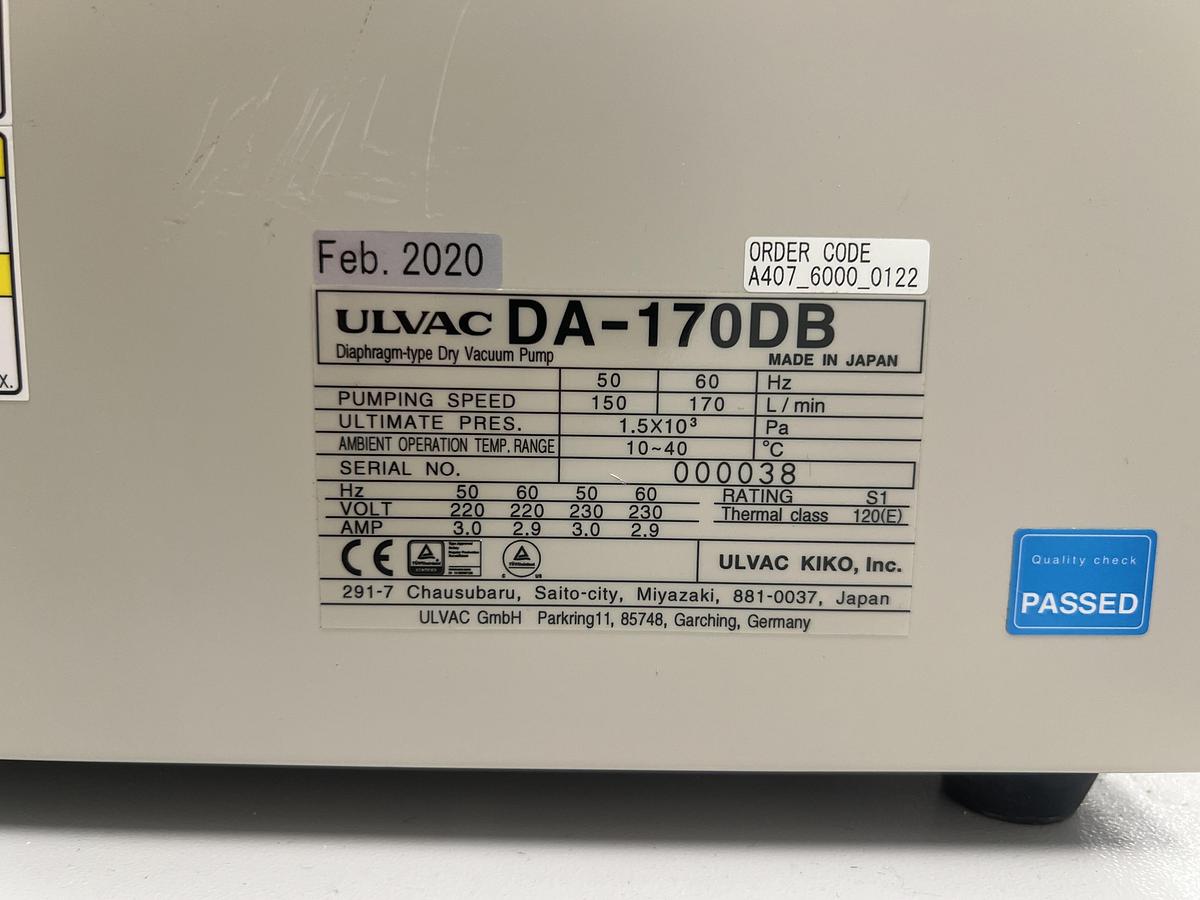 X.
Feb. 2020
ORDER CODE
A407_6000_0122
ULVAC DA-170DB
Diaphragm-type Dry Vacuum Pump
MADE IN JAPAN
50 60 Hz
PUMPING SPEED 150 170 L/min
ULTIMATE PRES. 1.5X10³ Pa
AMBIENT OPERATION TEMP. RANGE 10~40 °C
SERIAL NO. 000038
Hz 50 60 50 60 RATING S1
VOLT 220 220 230 230 Thermal class 120(E)
AMP 3.0 2.9 3.0 2.9
CE
ULVAC KIKO, Inc.
291-7 Chausubaru, Saito-city, Miyazaki, 881-0037, Japan
ULVAC GmbH Parkring11, 85748, Garching, Germany
Quality check
PASSED